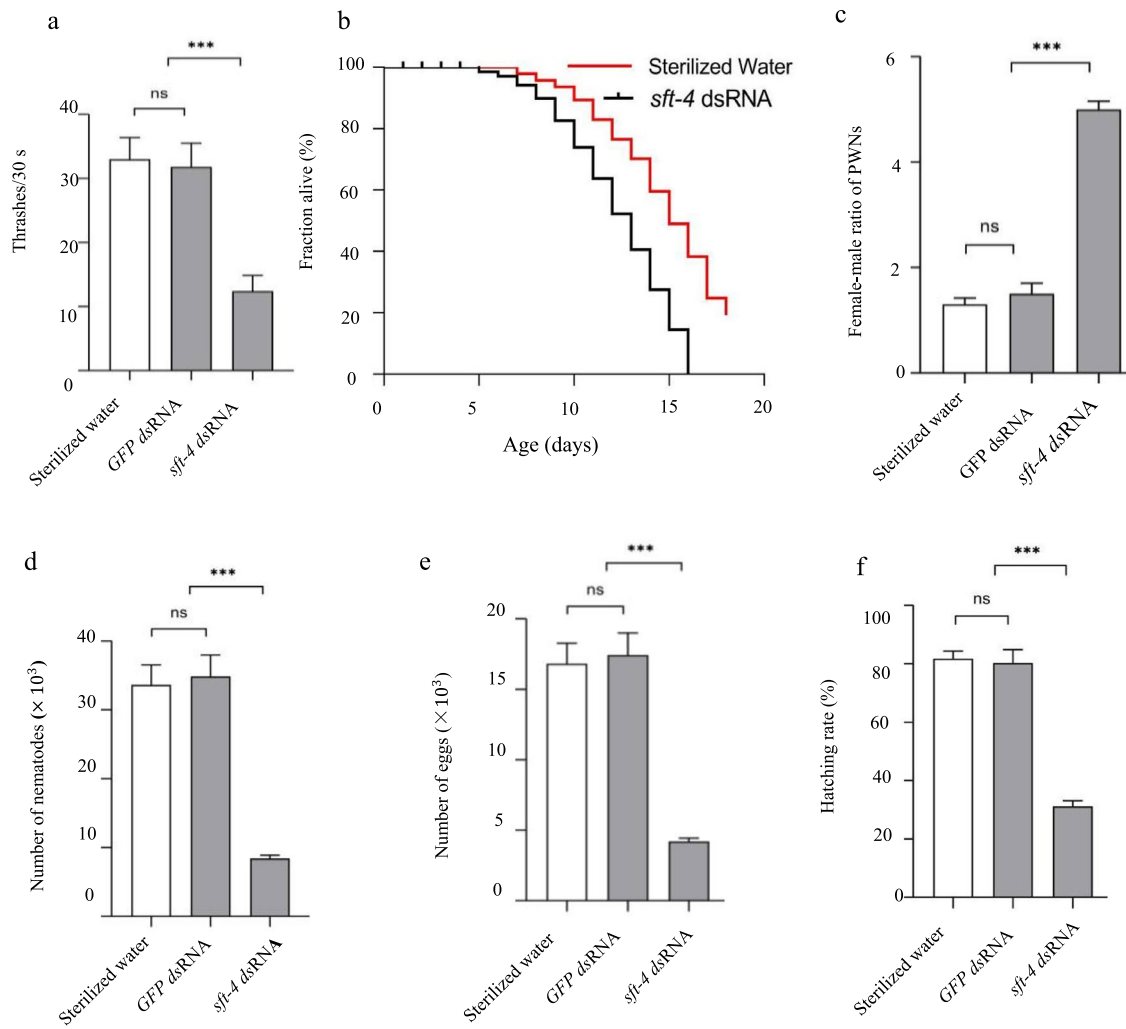 a
***
ns
40
30
20
10
0
Thrashes/30 s
Sterilized water
GFP dsRNA
sft-4 dsRNA
b
Sterilized Water
sft-4 dsRNA
100
80
60
40
20
0
Fraction alive (%)
0 5 10 15 20
Age (days)
c
***
ns
6
4
2
0
Female-male ratio of PWNs
Sterilized water
GFP dsRNA
sft-4 dsRNA
d
***
ns
40
30
20
10
0
Number of nematodes (×10³)
Sterilized water
GFP dsRNA
sft-4 dsRNA
e
***
ns
20
15
10
5
0
Number of eggs (×10³)
Sterilized water
GFP dsRNA
sft-4 dsRNA
f
***
ns
100
80
60
40
20
0
Hatching rate (%)
Sterilized water
GFP dsRNA
sft-4 dsRNA